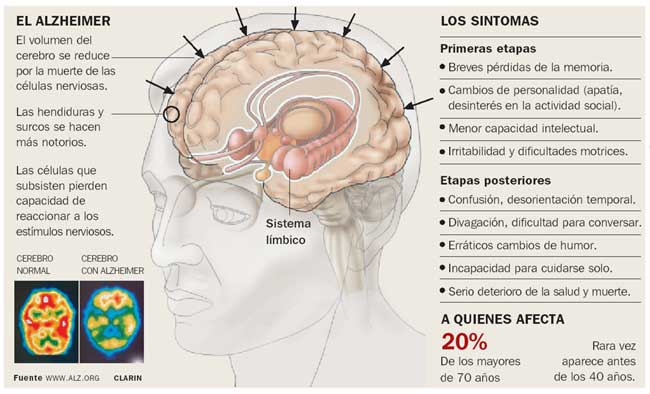 EL ALZHEIMER
El volumen del
cerebro se reduce
por la muerte de las
células nerviosas.
Las hendiduras y
surcos se hacen
más notorios.
Las células que
subsisten pierden
capacidad de
reaccionar a los
estímulos nerviosos.
CEREBRO
NORMAL
CEREBRO
CON ALZHEIMER
Fuente WWW.ALZ.ORG CLARIN
Sistema
límbico
LOS SINTOMAS
Primeras etapas
Breves pérdidas de la memoria.
Cambios de personalidad (apatía,
desinterés en la actividad social).
Menor capacidad intelectual.
Irritabilidad y dificultades motrices.
Etapas posteriores
Confusión, desorientación temporal.
Divagación, dificultad para conversar.
Erráticos cambios de humor.
Incapacidad para cuidarse solo.
Serio deterioro de la salud y muerte.
A QUIENES AFECTA
20%
De los mayores
de 70 años
Rara vez
aparece antes
de los 40 años.